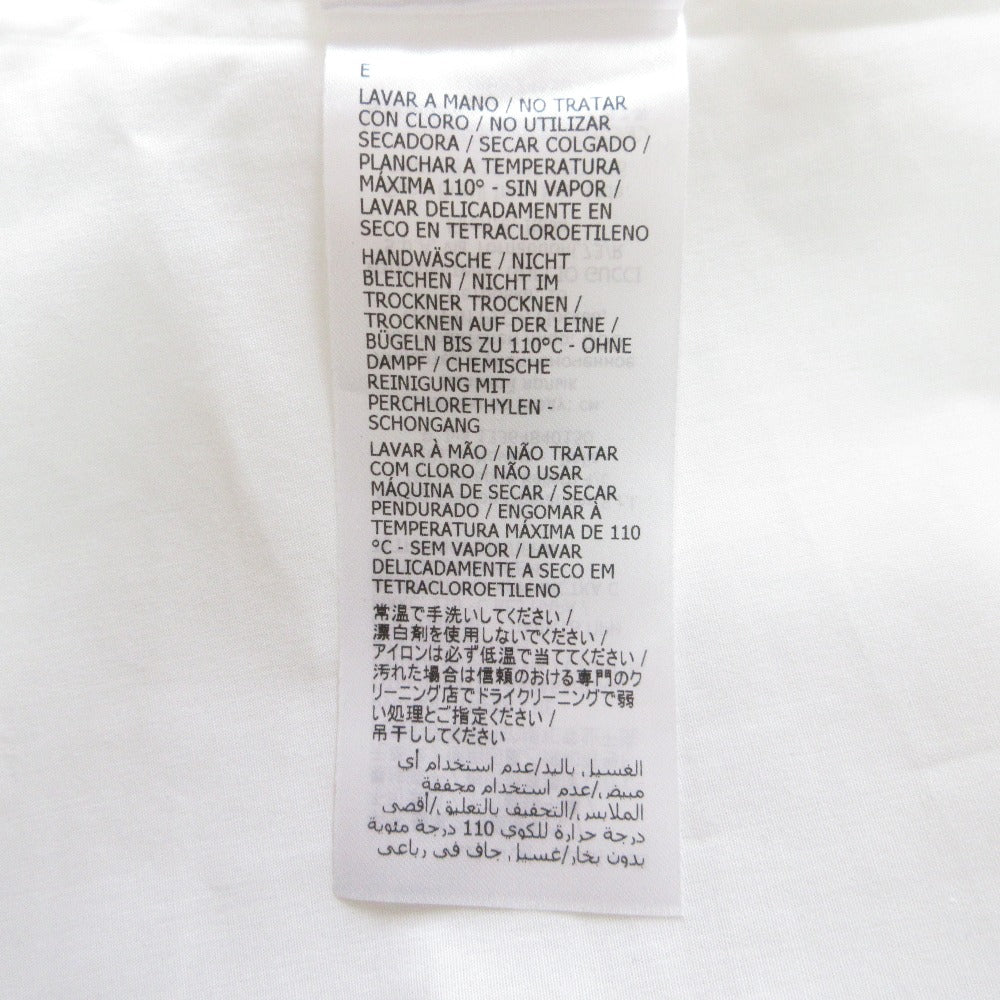 E
LAVAR A MANO / NO TRATAR
CON CLORO / NO UTILIZAR
SECADORA / SECAR COLGADO /
PLANCHAR A TEMPERATURA
MÁXIMA 110° - SIN VAPOR /
LAVAR DELICADAMENTE EN
SECO EN TETRACLOROETILENO
HANDWÄSCHE / NICHT
BLEICHEN / NICHT IM
TROCKNER TROCKNEN /
TROCKNEN AUF DER LEINE /
BÜGELN BIS ZU 110°C - OHNE
DAMPF / CHEMISCHE
REINIGUNG MIT
PERCHLORETHYLEN -
SCHONGANG
LAVAR À MÃO / NÃO TRATAR
COM CLORO / NÃO USAR
MÁQUINA DE SECAR / SECAR
PENDURADO / ENGOMAR À
TEMPERATURA MÁXIMA DE 110
°C - SEM VAPOR / LAVAR
DELICADAMENTE A SECO EM
TETRACLOROETILENO
常温で手洗いしてください /
漂白剤を使用しないでください /
アイロンは必ず低温で当ててください /
汚れた場合は信頼のおける専門のク
リーニング店でドライクリーニングで弱
い処理とご指定ください /
吊干ししてください
الغسيل باليد/عدم استخدام أي
مبيض/عدم استخدام مجففة
الملابس/التجفيف بالتعليق/أقصى
درجة حرارة للكوي 110 درجة مئوية
بدون بخار/غسيل جاف في رباعي